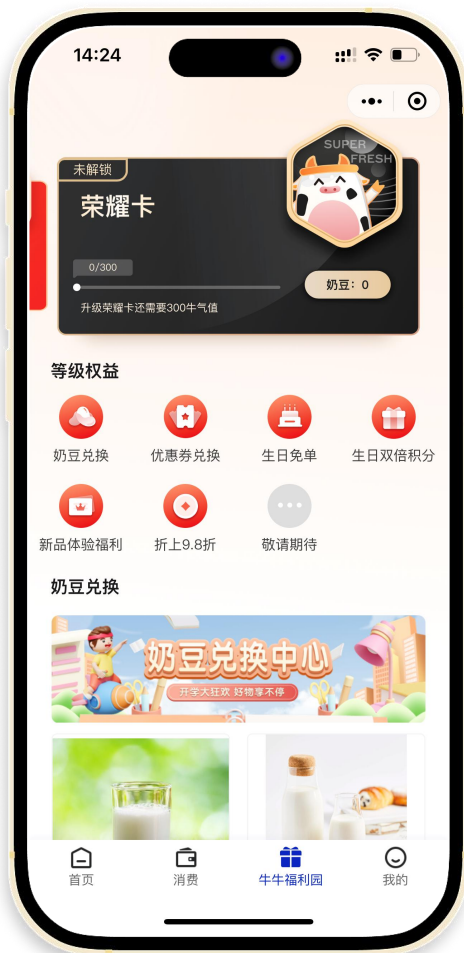 14:24
SUPER
FRESH
未解锁
荣耀卡
0/300
奶豆：0
升级荣耀卡还需要300牛气值
等级权益
奶豆兑换
优惠券兑换
生日免单
生日双倍积分
新品体验福利
折上9.8折
敬请期待
奶豆兑换
奶豆兑换中心
开学大狂欢 好物享不停
首页
消费
牛牛福利园
我的